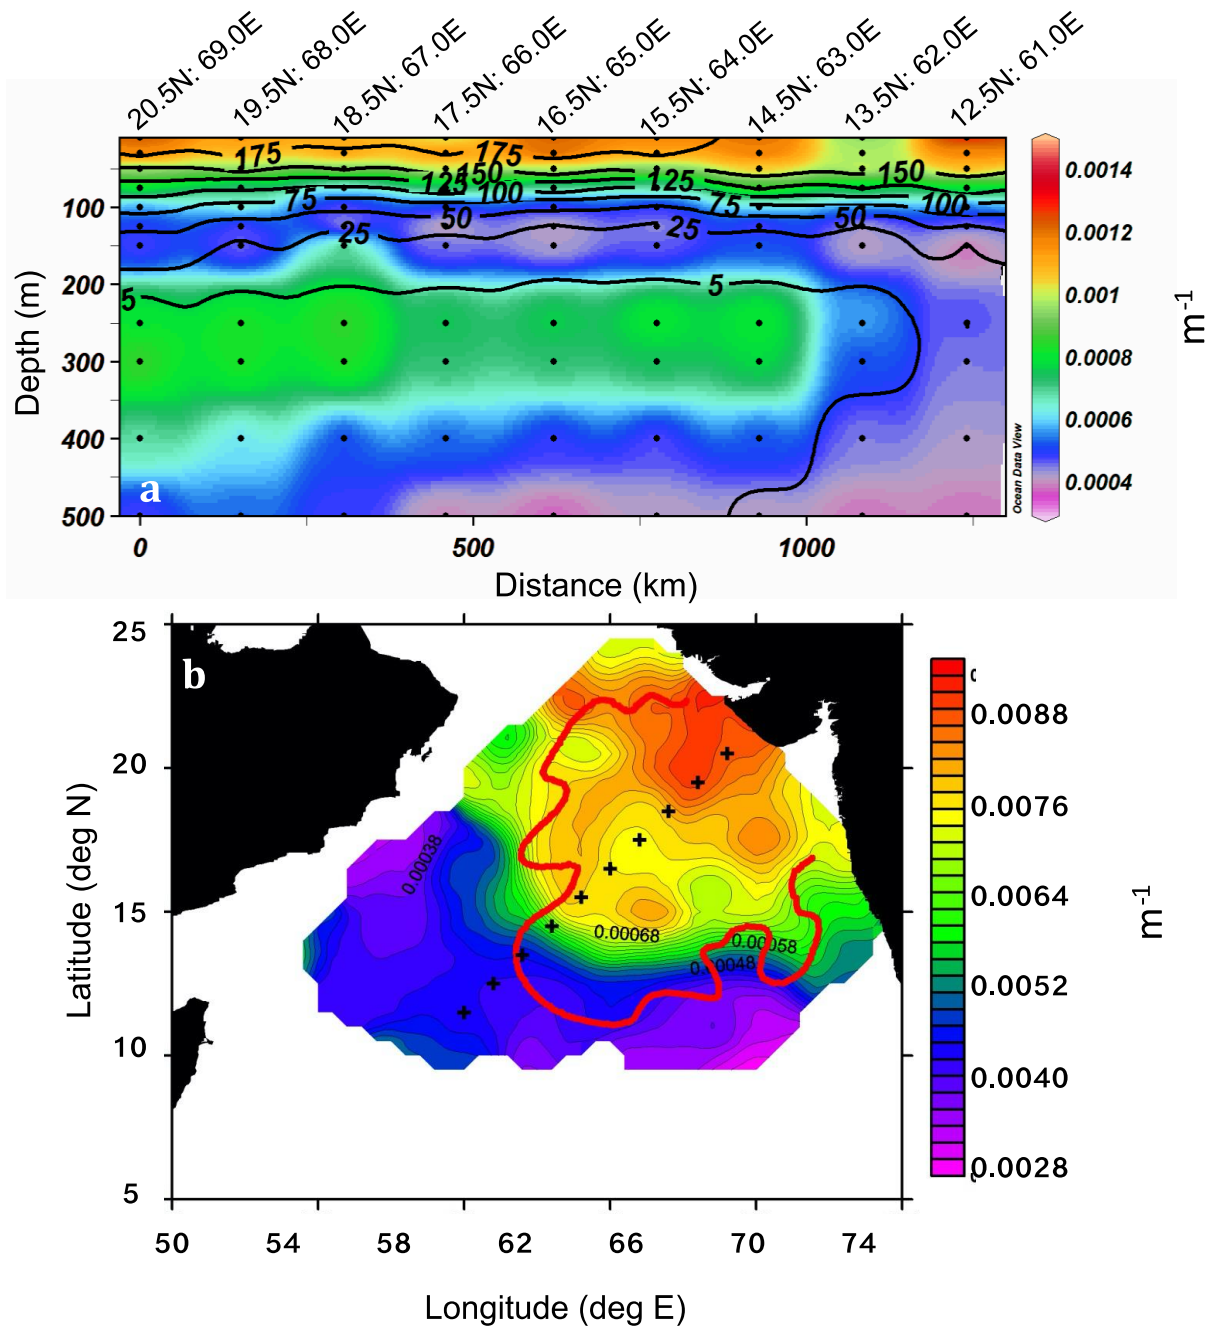 20.5N: 69.0E
19.5N: 68.0E
18.5N: 67.0E
17.5N: 66.0E
16.5N: 65.0E
15.5N: 64.0E
14.5N: 63.0E
13.5N: 62.0E
12.5N: 61.0E
175
175
150
150
125
125
100
100
75
75
50
50
25
25
5
5
100
200
300
400
500
Depth (m)
a
Ocean Data View
0.0014
0.0012
0.001
0.0008
0.0006
0.0004
m-1
0
500
1000
Distance (km)
b
25
20
15
10
5
Latitude (deg N)
0.00038
0.00068
0.00058
0.00048
0.0088
0.0076
0.0064
0.0052
0.0040
0.0028
m-1
50
54
58
62
66
70
74
Longitude (deg E)